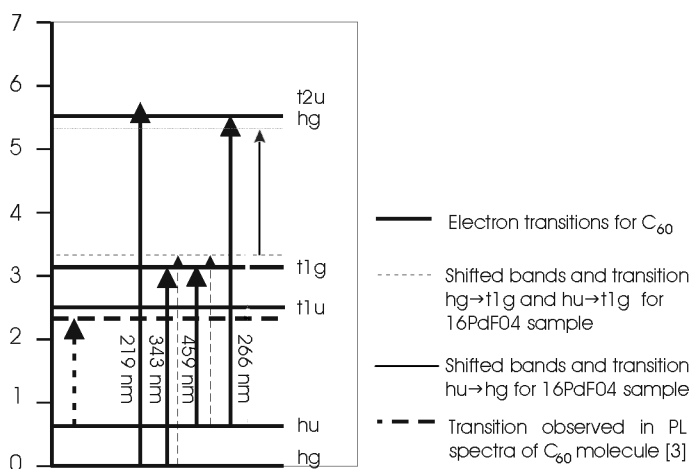 7
6
5
4
3
2
1
0
t2u
hg
t1g
t1u
hu
hg
219 nm
343 nm
459 nm
266 nm
Electron transitions for C60
Shifted bands and transition
hg→t1g and hu→t1g for
16PdF04 sample
Shifted bands and transition
hu→hg for 16PdF04 sample
Transition observed in PL
spectra of C60 molecule [3]